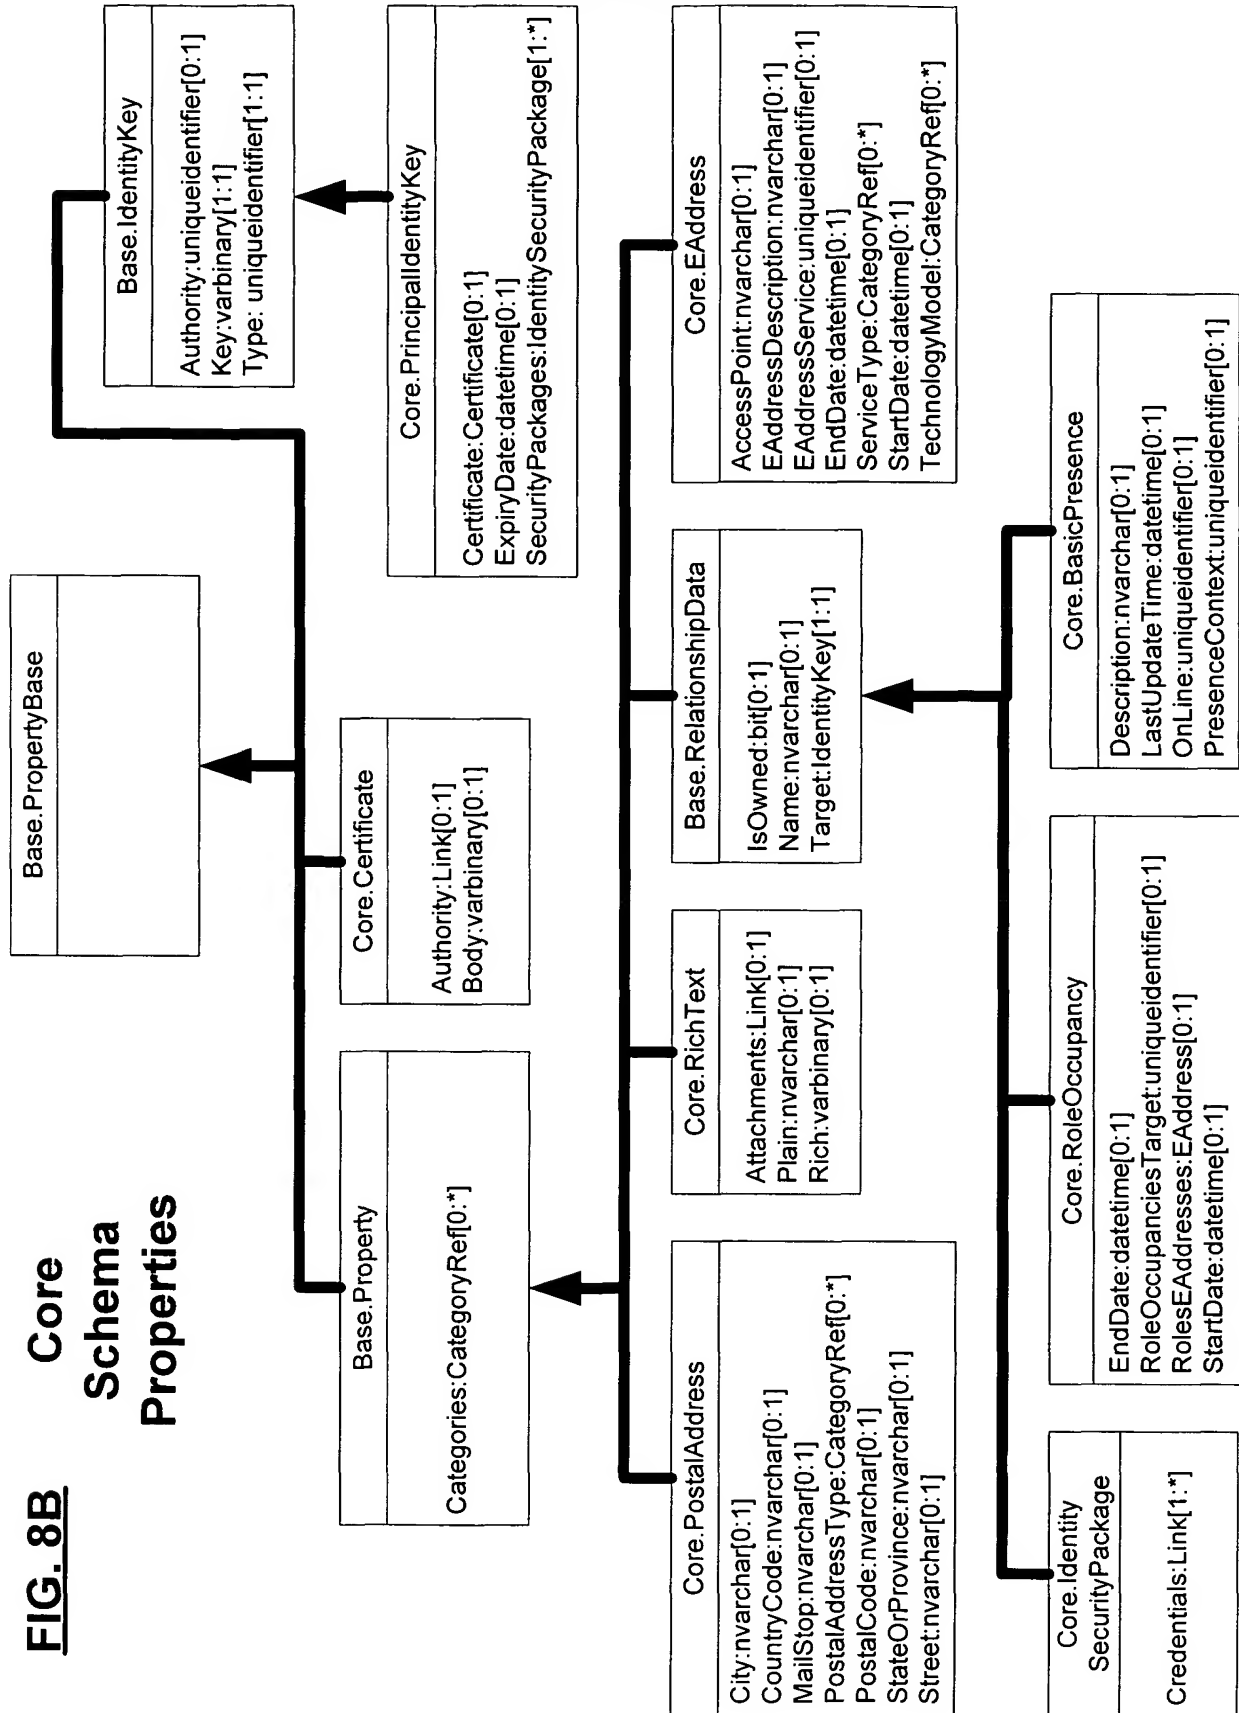 FIG. 8B
Core
Schema
Properties
Base.PropertyBase
Base.Property
Categories:CategoryRef[0:*]
Core.Certificate
Authority:Link[0:1]
Body:varbinary[0:1]
Base.IdentityKey
Authority:uniqueidentifier[0:1]
Key:varbinary[1:1]
Type: uniqueidentifier[1:1]
Core.PrincipalIdentityKey
Certificate:Certificate[0:1]
ExpiryDate:datetime[0:1]
SecurityPackages:IdentitySecurityPackage[1:*]
Core.PostalAddress
City:nvarchar[0:1]
CountryCode:nvarchar[0:1]
MailStop:nvarchar[0:1]
PostalAddressType:CategoryRef[0:*]
PostalCode:nvarchar[0:1]
StateOrProvince:nvarchar[0:1]
Street:nvarchar[0:1]
Core.RichText
Attachments:Link[0:1]
Plain:nvarchar[0:1]
Rich:varbinary[0:1]
Base.RelationshipData
IsOwned:bit[0:1]
Name:nvarchar[0:1]
Target:IdentityKey[1:1]
Core.EAddress
AccessPoint:nvarchar[0:1]
EAddressDescription:nvarchar[0:1]
EAddressService:uniqueidentifier[0:1]
EndDate:datetime[0:1]
ServiceType:CategoryRef[0:*]
StartDate:datetime[0:1]
TechnologyModel:CategoryRef[0:*]
Core.Identity
SecurityPackage
Credentials:Link[1:*]
Core.RoleOccupancy
EndDate:datetime[0:1]
RoleOccupanciesTarget:uniqueidentifier[0:1]
RolesEAddresses:EAddress[0:1]
StartDate:datetime[0:1]
Core.BasicPresence
Description:nvarchar[0:1]
LastUpdateTime:datetime[0:1]
OnLine:uniqueidentifier[0:1]
PresenceContext:uniqueidentifier[0:1]